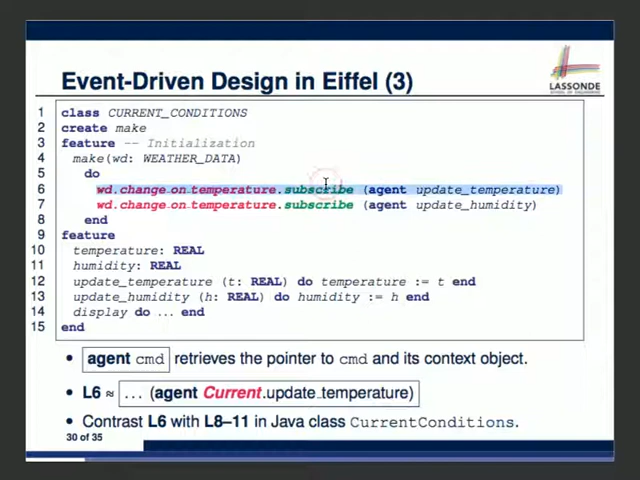 Event-Driven Design in Eiffel (3)
LASSONDE
1 class CURRENT_CONDITIONS
2 create make
3 feature -- Initialization
4 make(wd: WEATHER_DATA)
5 do
6 wd.change_on_temperature.subscribe (agent update_temperature)
7 wd.change_on_temperature.subscribe (agent update_humidity)
8 end
9 feature
10 temperature: REAL
11 humidity: REAL
12 update_temperature (t: REAL) do temperature := t end
13 update_humidity (h: REAL) do humidity := h end
14 display do ... end
15 end
• agent cmd retrieves the pointer to cmd and its context object.
• L6 ≈ ... (agent Current.update_temperature)
• Contrast L6 with L8–11 in Java class CurrentConditions.
30 of 35